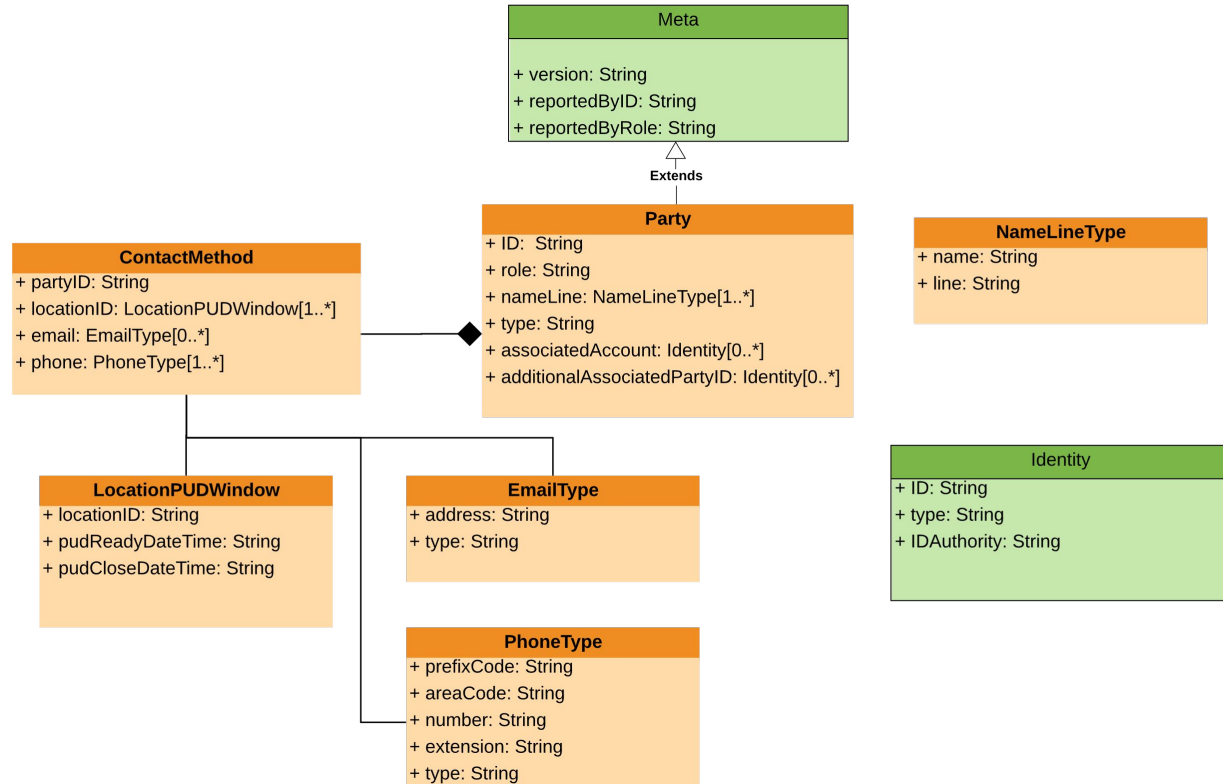 Meta
+ version: String
+ reportedByID: String
+ reportedByRole: String
Extends
Party
+ ID:  String
+ role: String
+ nameLine: NameLineType[1..*]
+ type: String
+ associatedAccount: Identity[0..*]
+ additionalAssociatedPartyID: Identity[0..*]
NameLineType
+ name: String
+ line: String
ContactMethod
+ partyID: String
+ locationID: LocationPUDWindow[1..*]
+ email: EmailType[0..*]
+ phone: PhoneType[1..*]
Identity
+ ID: String
+ type: String
+ IDAuthority: String
LocationPUDWindow
+ locationID: String
+ pudReadyDateTime: String
+ pudCloseDateTime: String
EmailType
+ address: String
+ type: String
PhoneType
+ prefixCode: String
+ areaCode: String
+ number: String
+ extension: String
+ type: String